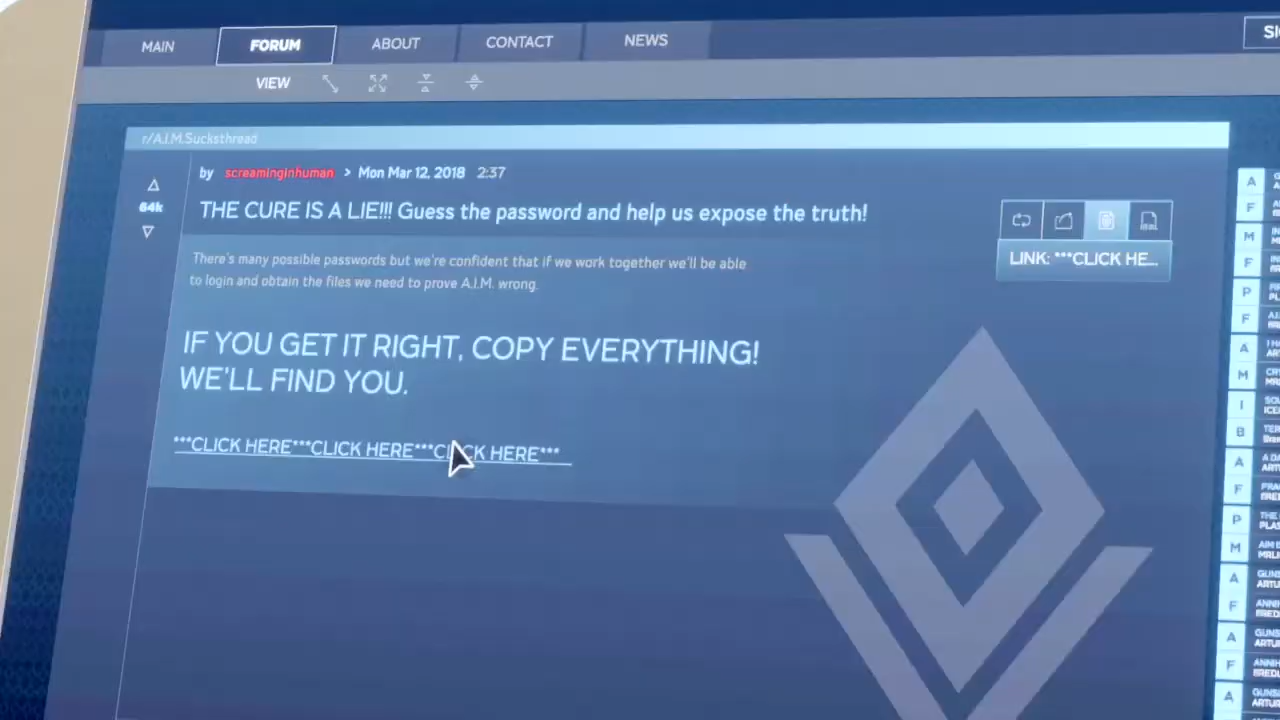 MAIN
FORUM
ABOUT
CONTACT
NEWS
VIEW
r/A.I.M.Sucksthread
by screaminginhuman > Mon Mar 12, 2018 2:37
64k
THE CURE IS A LIE!!! Guess the password and help us expose the truth!
There's many possible passwords but we're confident that if we work together we'll be able
to login and obtain the files we need to prove A.I.M. wrong.
LINK: ***CLICK HE...
IF YOU GET IT RIGHT, COPY EVERYTHING!
WE'LL FIND YOU.
***CLICK HERE***CLICK HERE***CLICK HERE***
A
F
M
F
P
F
A
M
I
B
A
F
P
M
A
F
A
F
A